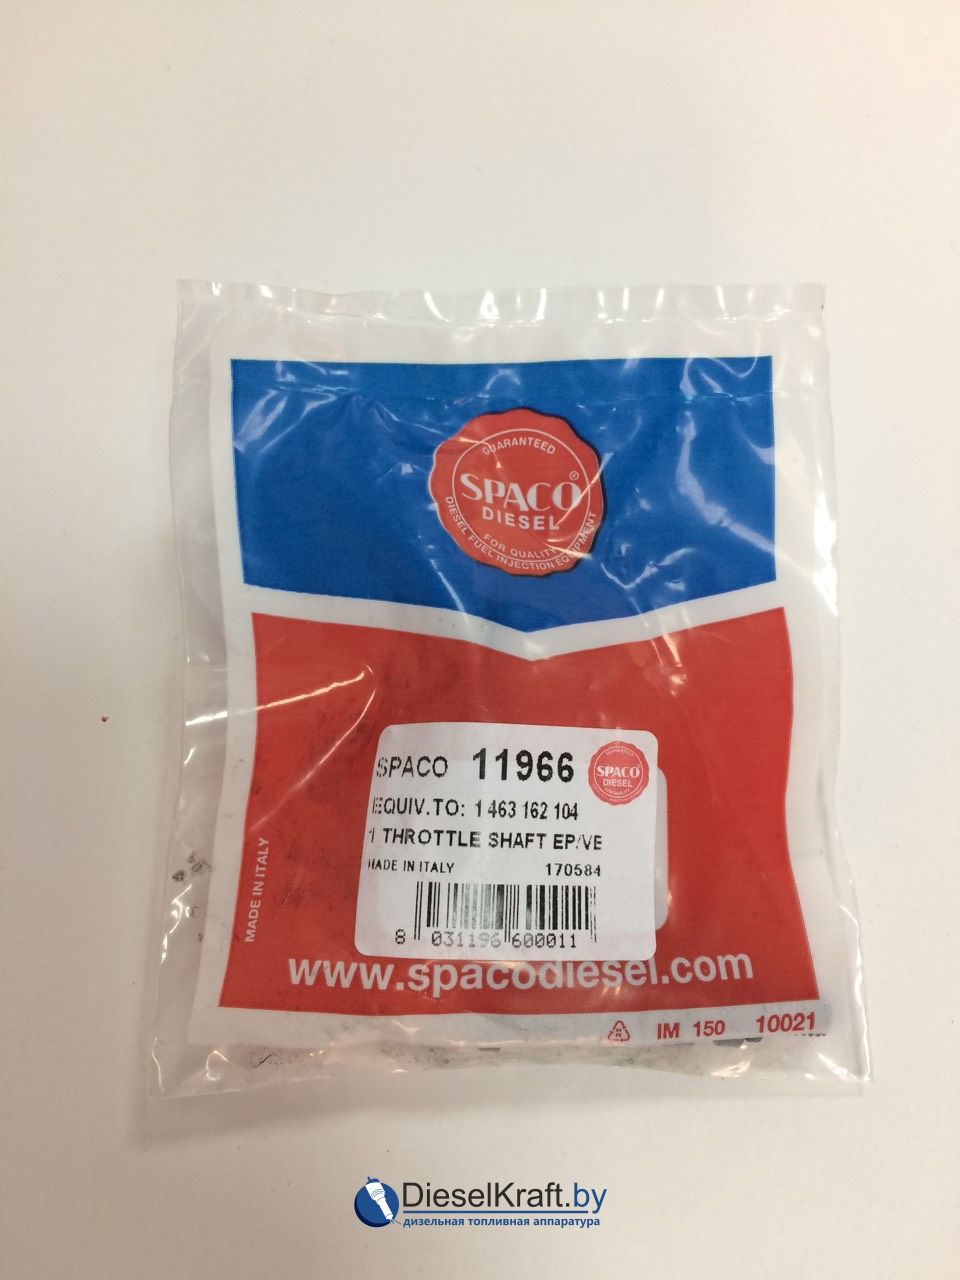 GUARANTEED
SPACO®
DIESEL
FOR QUALITY
DIESEL FUEL INJECTION EQUIPMENT
SPACO 11966
SPACO
DIESEL
EQUIV.TO: 1 463 162 104
1 THROTTLE SHAFT EP/VE
MADE IN ITALY 170584
8 031196 600011
MADE IN ITALY
www.spacodiesel.com
IM 150 10021
DieselKraft.by
дизельная топливная аппаратура